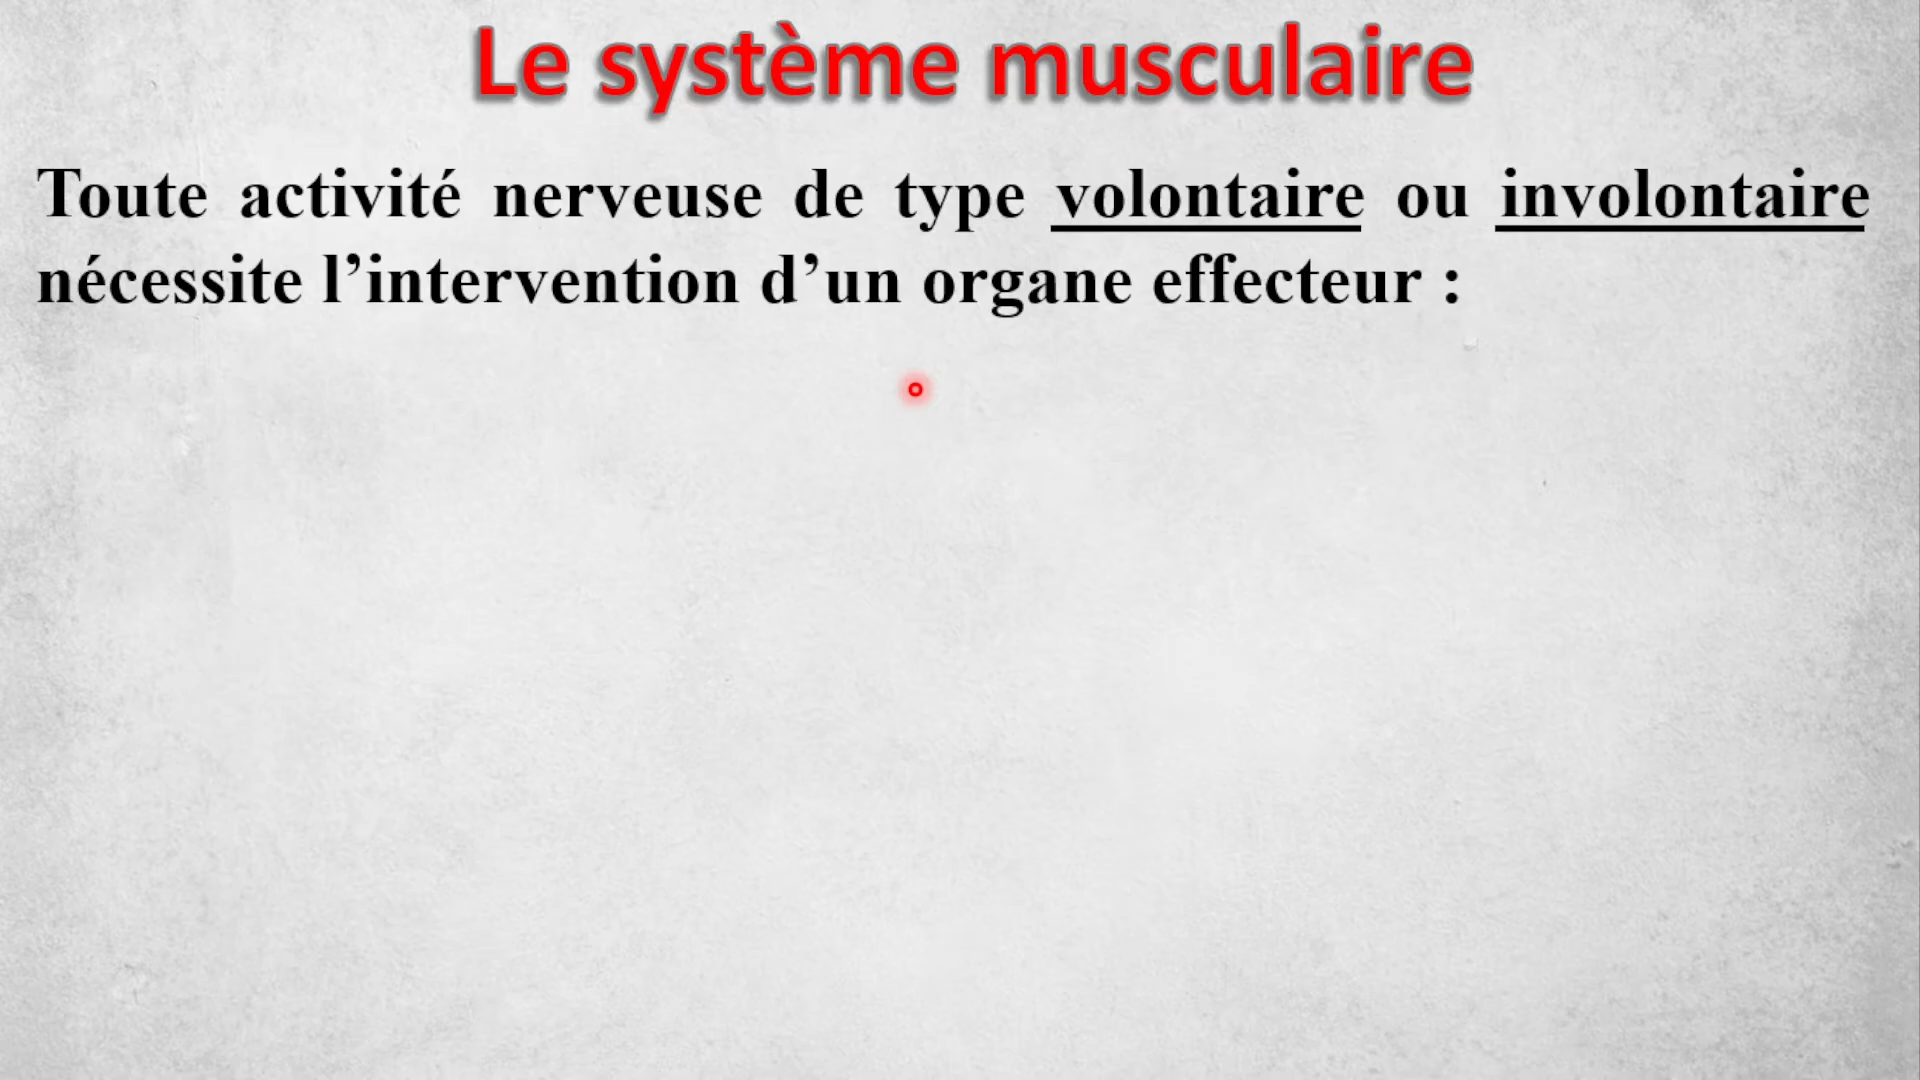 Le système musculaire
Toute activité nerveuse de type volontaire ou involontaire
nécessite l’intervention d’un organe effecteur :